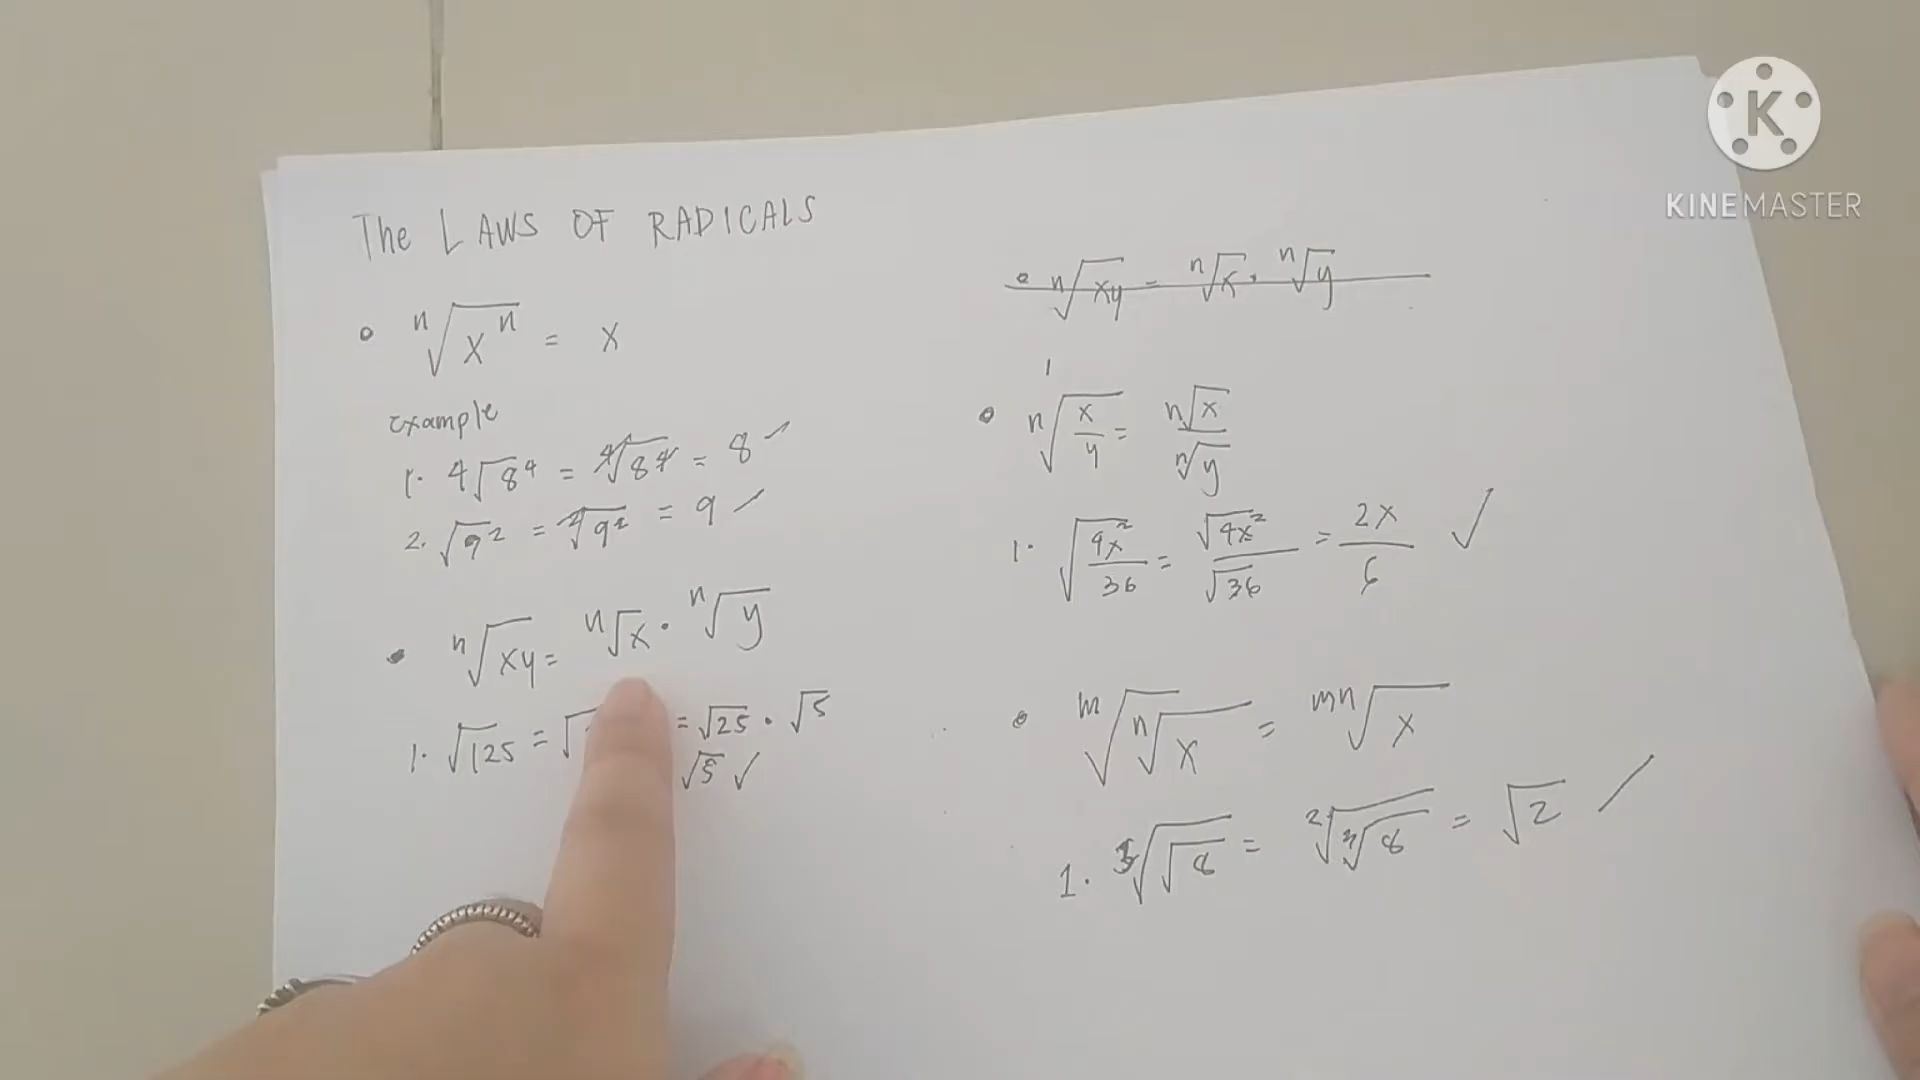 The LAWS OF RADICALS
• ⁿ√xⁿ = x
Example
1. ⁴√8⁴ = ⁴√8⁴ = 8 ✓
2. √9² = ²√9² = 9 ✓
• ⁿ√xy = ⁿ√x · ⁿ√y
1. √125 = √ = √25 · √5
√5 ✓
• ⁿ√xy = ⁿ√x · ⁿ√y
• ⁿ√(x/y) = ⁿ√x / ⁿ√y
1. √(4x²/36) = √4x² / √36 = 2x / 6 ✓
• ᵐ√ⁿ√x = ᵐⁿ√x
1. ³√√8 = ²√³√8 = √2 ✓
K
KINEMASTER